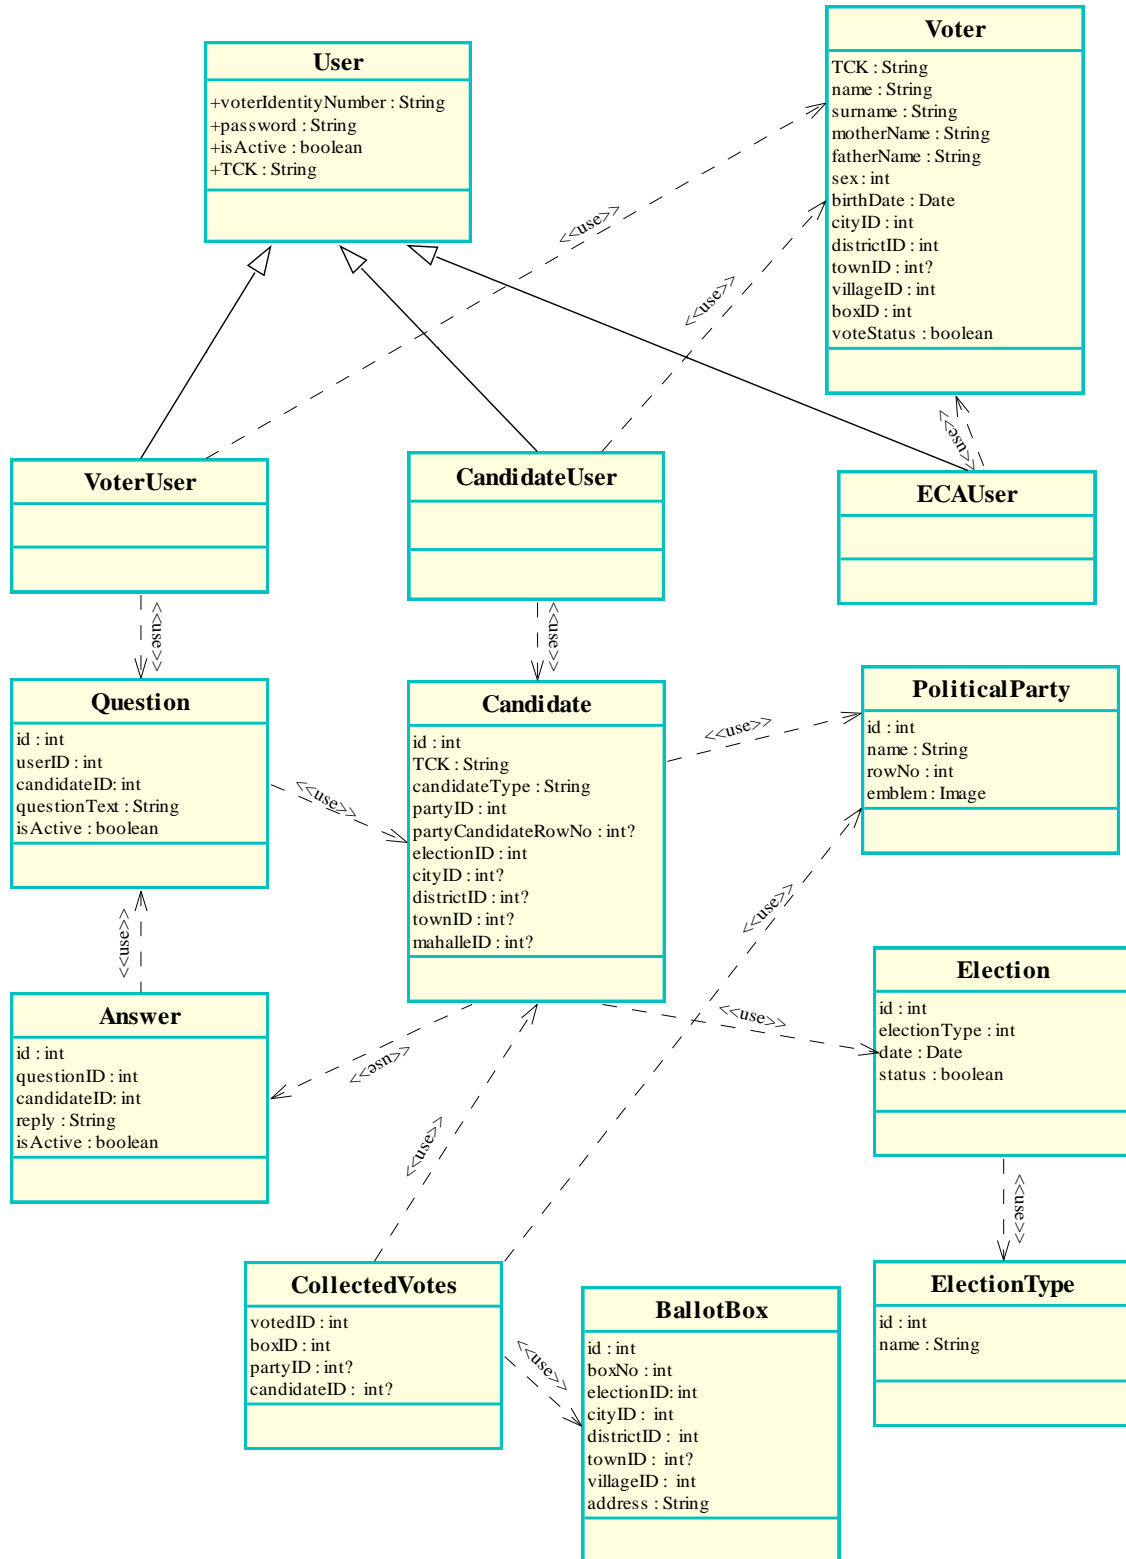 User
+voterIdentityNumber : String
+password : String
+isActive : boolean
+TCK : String
Voter
TCK : String
name : String
surname : String
motherName : String
fatherName : String
sex : int
birthDate : Date
cityID : int
districtID : int
townID : int?
villageID : int
boxID : int
voteStatus : boolean
<<use>>
<<use>>
<<use>>
VoterUser
CandidateUser
ECAUser
<<use>>
<<use>>
Question
id : int
userID : int
candidateID: int
questionText : String
isActive : boolean
<<use>>
Candidate
id : int
TCK : String
candidateType : String
partyID : int
partyCandidateRowNo : int?
electionID : int
cityID : int?
districtID : int?
townID : int?
mahalleID : int?
<<use>>
PoliticalParty
id : int
name : String
rowNo : int
emblem : Image
<<use>>
<<use>>
Answer
id : int
questionID : int
candidateID: int
reply : String
isActive : boolean
<<use>>
<<use>>
<<use>>
Election
id : int
electionType : int
date : Date
status : boolean
<<use>>
CollectedVotes
votedID : int
boxID : int
partyID : int?
candidateID : int?
<<use>>
BallotBox
id : int
boxNo : int
electionID: int
cityID : int
districtID : int
townID : int?
villageID : int
address : String
ElectionType
id : int
name : String